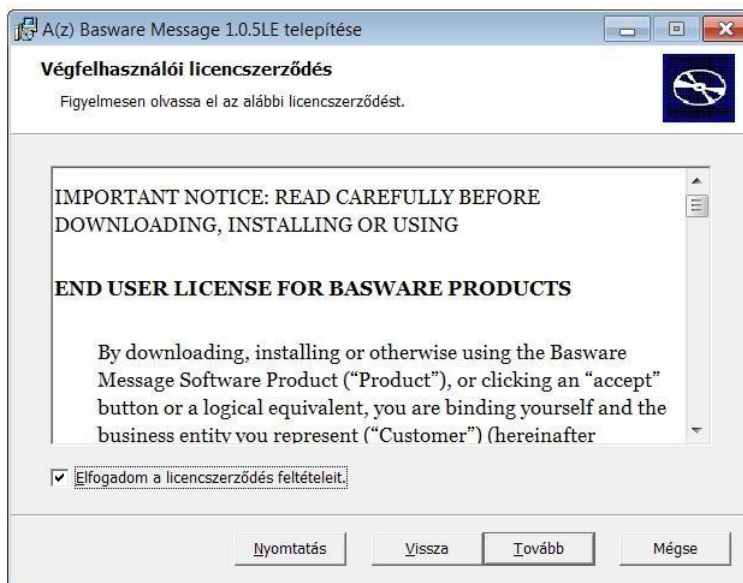 A(z) Basware Message 1.0.5LE telepítése
Végfelhasználói licencszerződés
Figyelmesen olvassa el az alábbi licencszerződést.
IMPORTANT NOTICE: READ CAREFULLY BEFORE
DOWNLOADING, INSTALLING OR USING
END USER LICENSE FOR BASWARE PRODUCTS
By downloading, installing or otherwise using the Basware
Message Software Product (“Product”), or clicking an “accept”
button or a logical equivalent, you are binding yourself and the
business entity you represent (“Customer”) (hereinafter
Elfogadom a licencszerződés feltételeit.
Nyomtatás Vissza Tovább Mégse